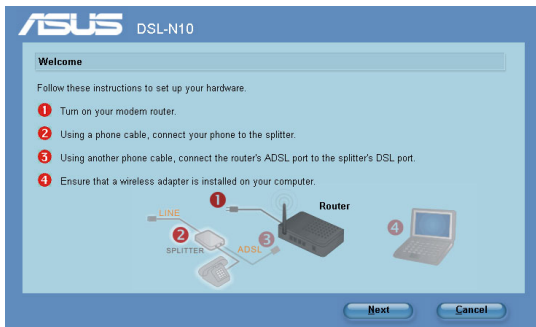 ASUS DSL-N10
Welcome
Follow these instructions to set up your hardware.
1 Turn on your modem router.
2 Using a phone cable, connect your phone to the splitter.
3 Using another phone cable, connect the router's ADSL port to the splitter's DSL port.
4 Ensure that a wireless adapter is installed on your computer.
1 Router
LINE
2 3 4
SPLITTER ADSL
Next Cancel